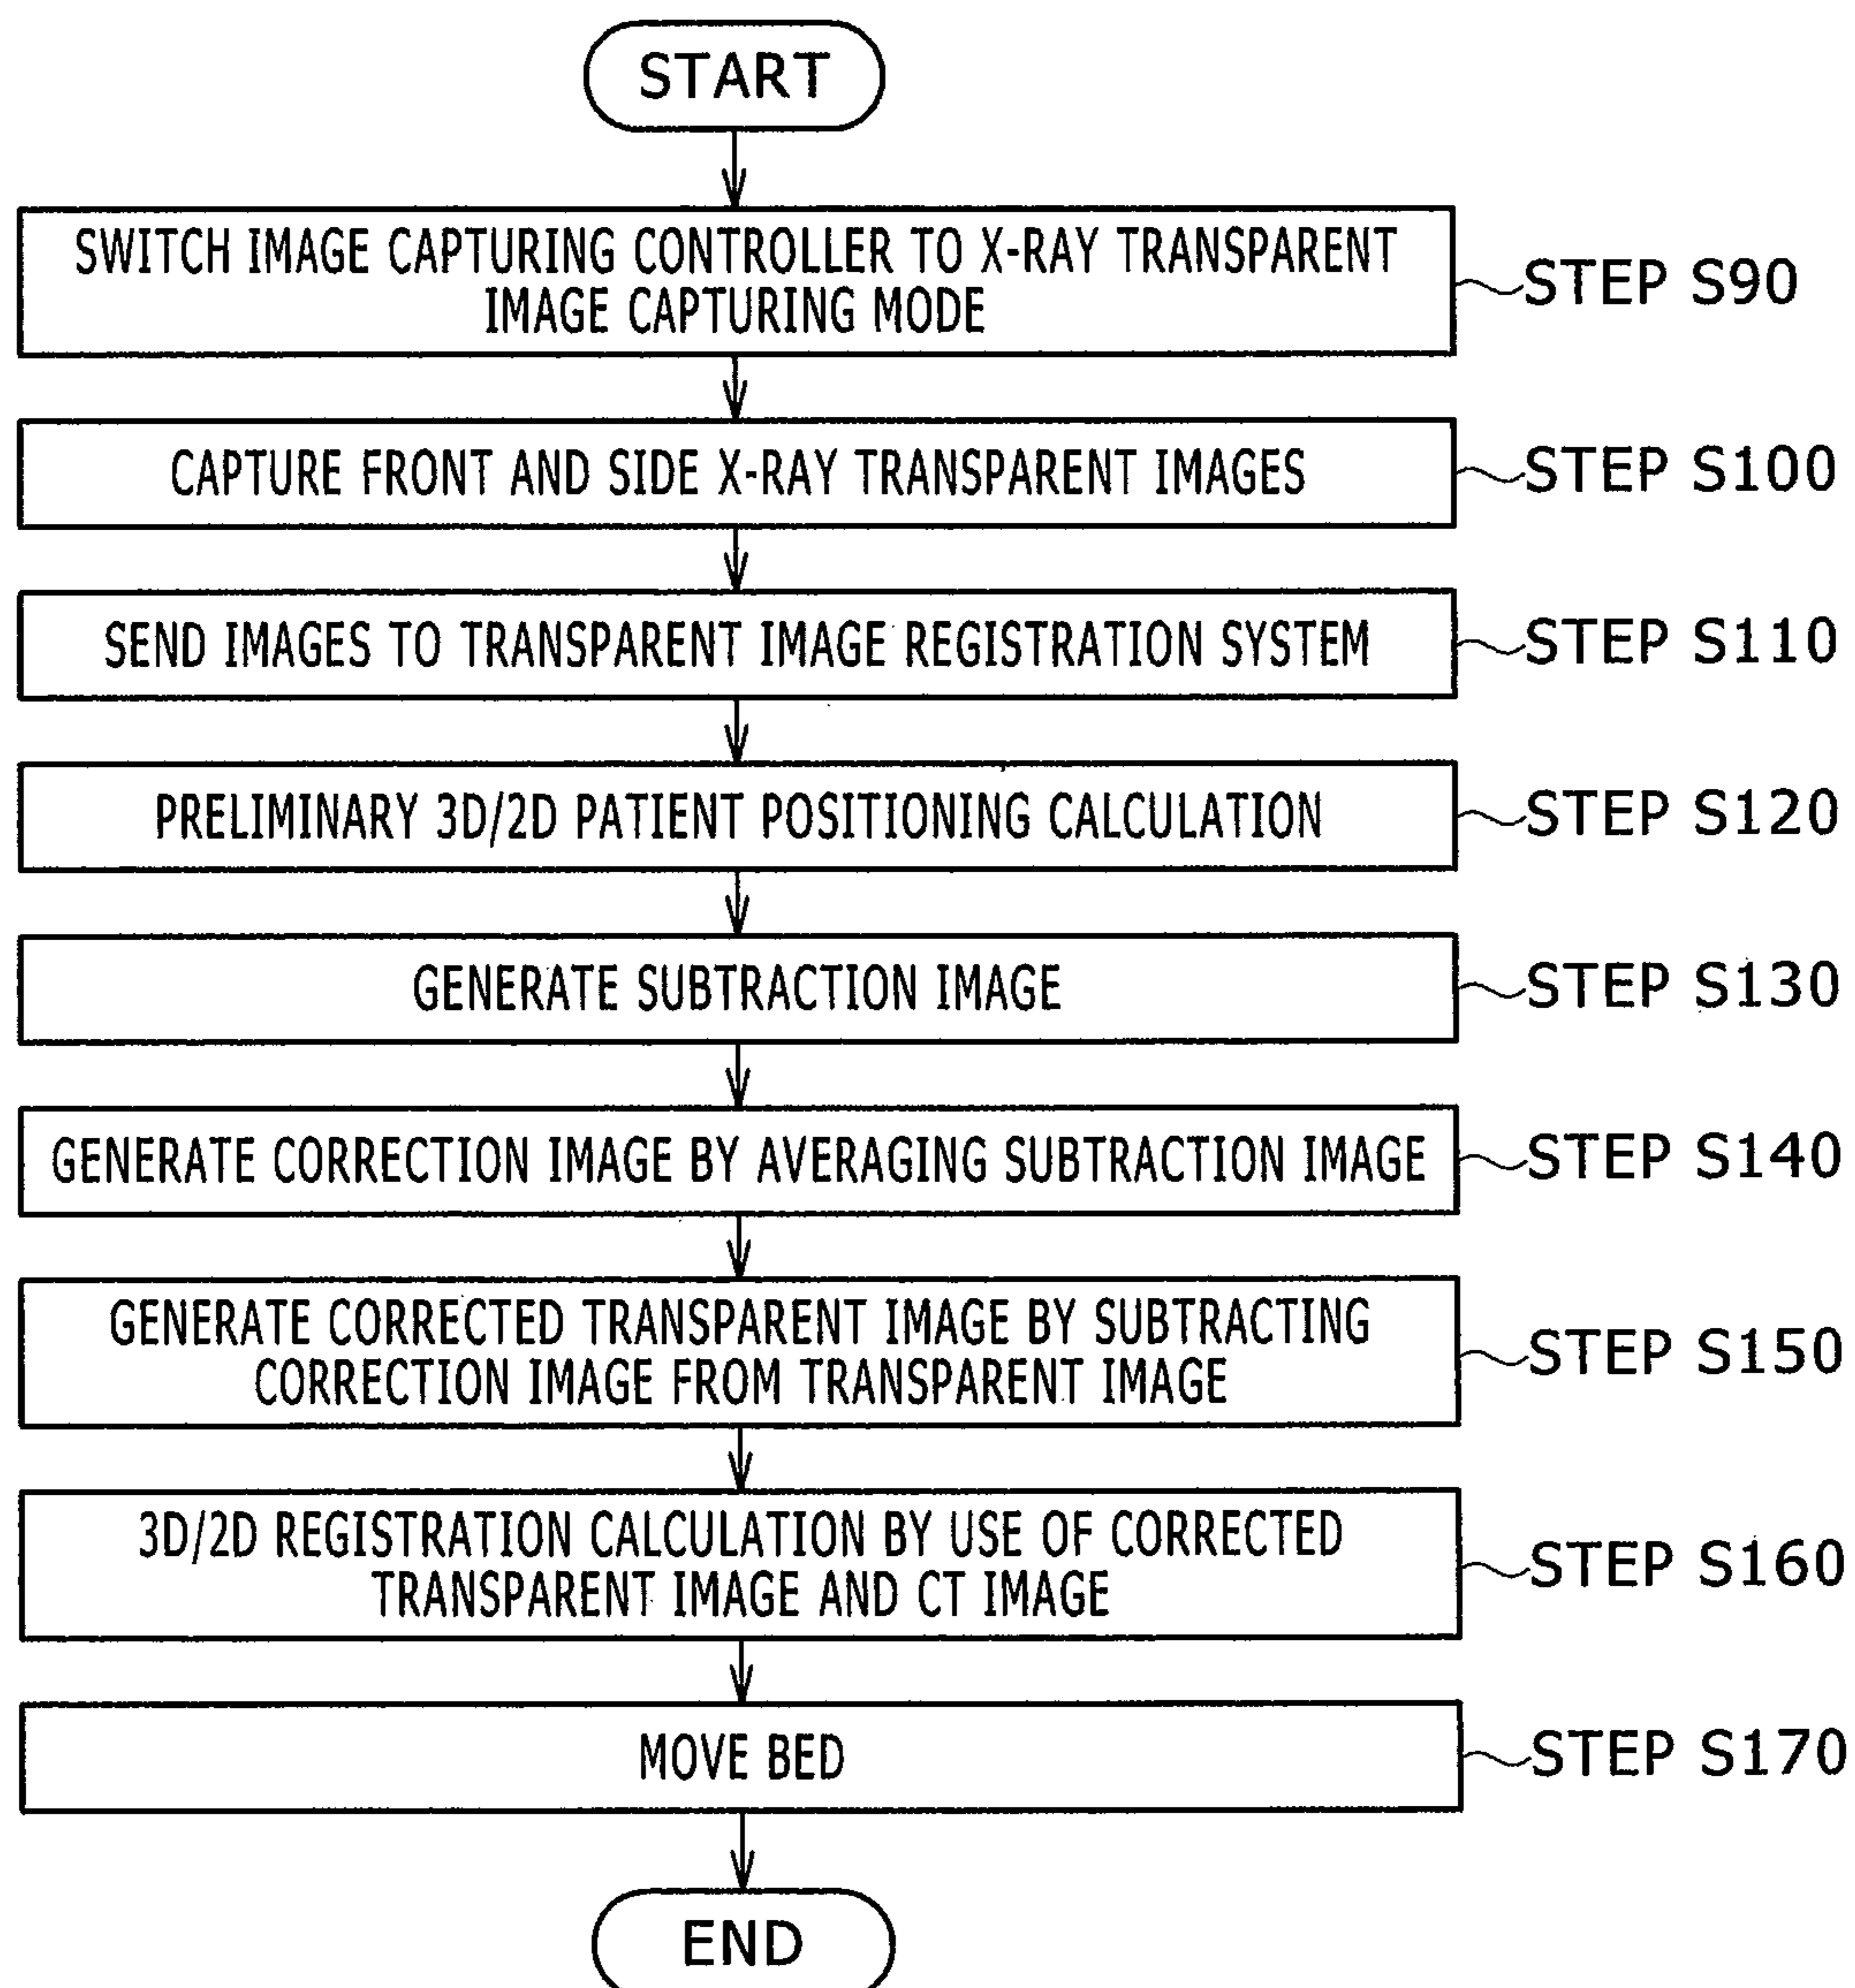 START
SWITCH IMAGE CAPTURING CONTROLLER TO X-RAY TRANSPARENT
IMAGE CAPTURING MODE
STEP S90
CAPTURE FRONT AND SIDE X-RAY TRANSPARENT IMAGES
STEP S100
SEND IMAGES TO TRANSPARENT IMAGE REGISTRATION SYSTEM
STEP S110
PRELIMINARY 3D/2D PATIENT POSITIONING CALCULATION
STEP S120
GENERATE SUBTRACTION IMAGE
STEP S130
GENERATE CORRECTION IMAGE BY AVERAGING SUBTRACTION IMAGE
STEP S140
GENERATE CORRECTED TRANSPARENT IMAGE BY SUBTRACTING
CORRECTION IMAGE FROM TRANSPARENT IMAGE
STEP S150
3D/2D REGISTRATION CALCULATION BY USE OF CORRECTED
TRANSPARENT IMAGE AND CT IMAGE
STEP S160
MOVE BED
STEP S170
END